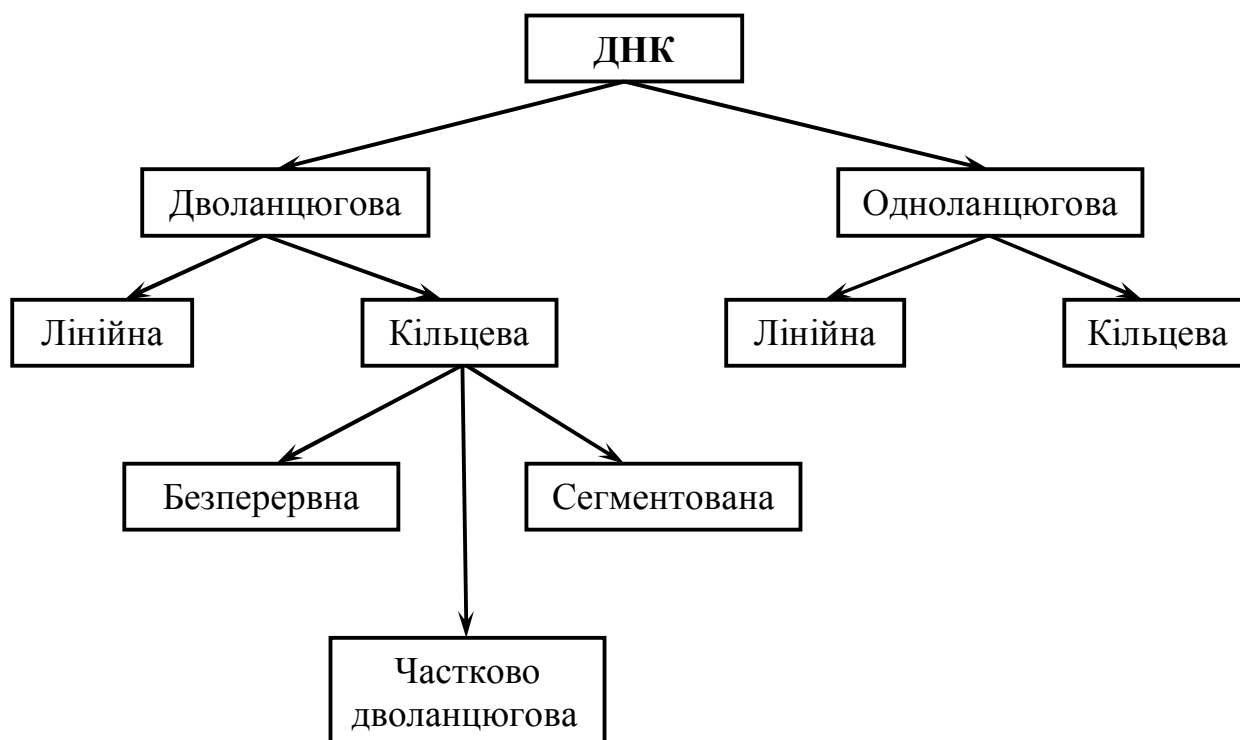 ДНК
Дволанцюгова
Одноланцюгова
Лінійна
Кільцева
Лінійна
Кільцева
Безперервна
Сегментована
Частково
дволанцюгова